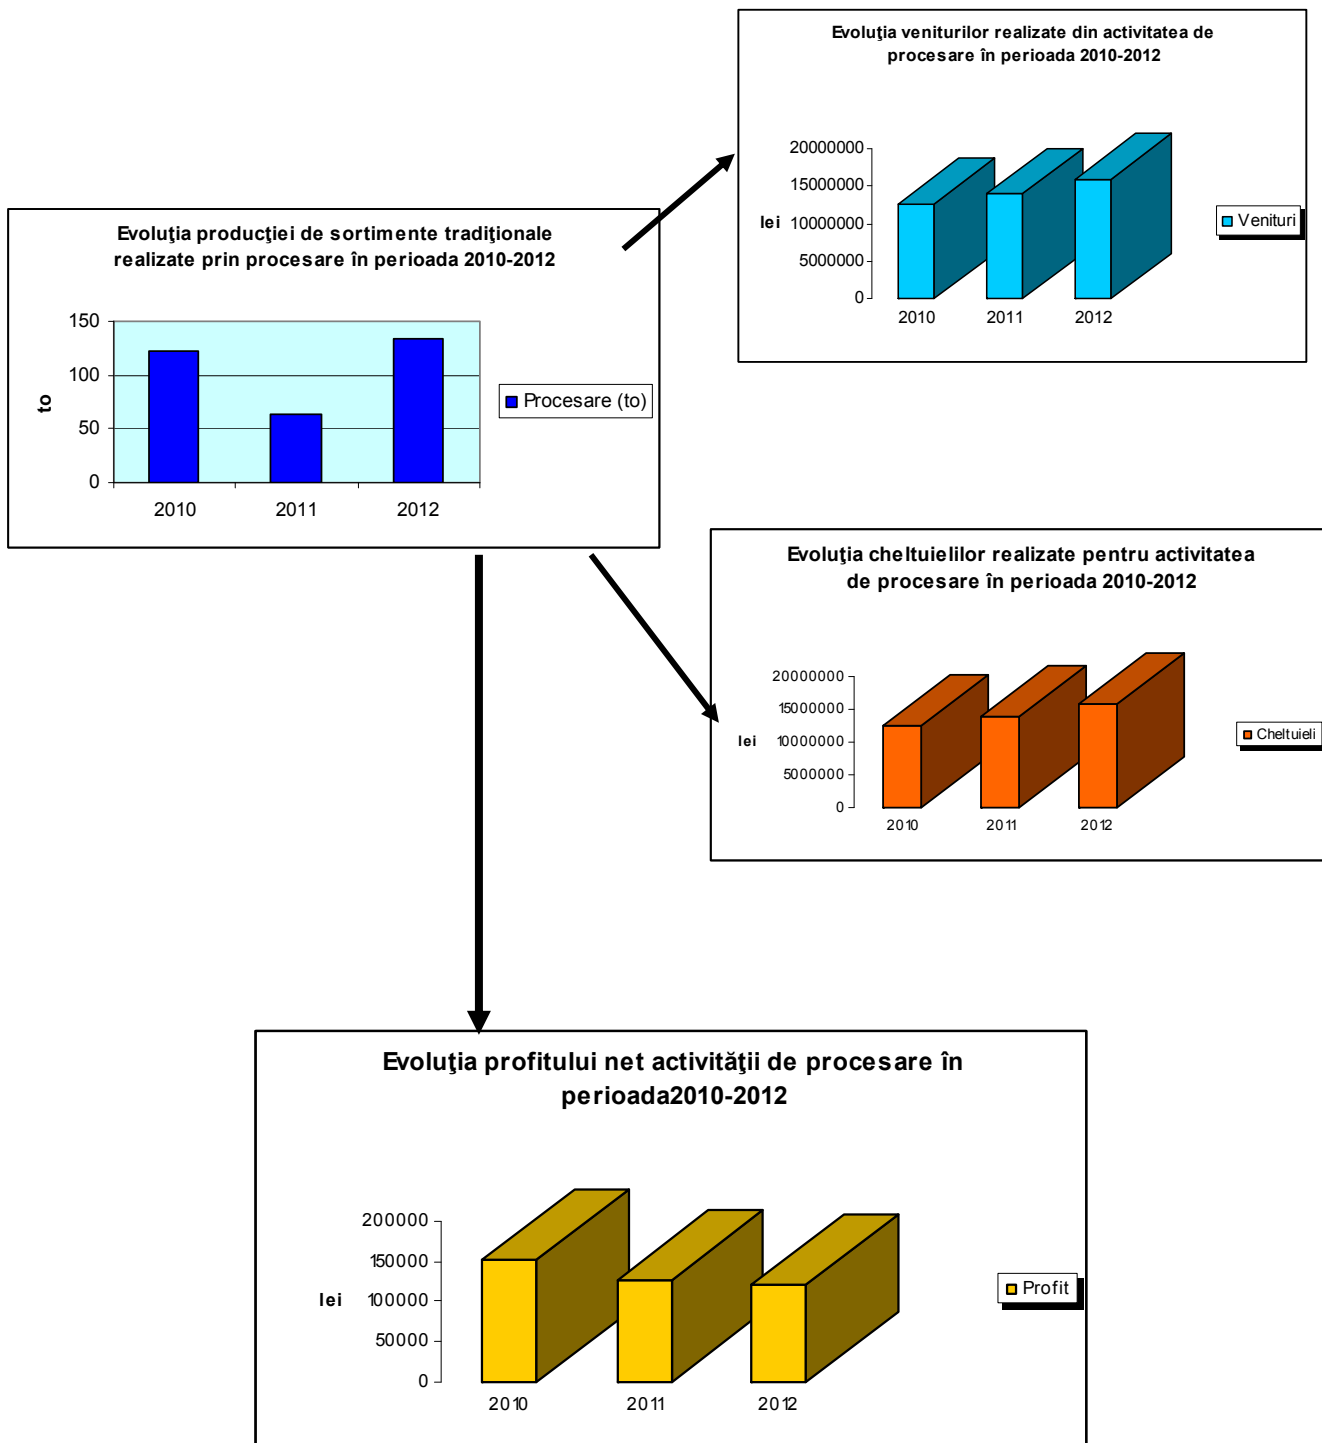 Evoluţia veniturilor realizate din activitatea de
procesare în perioada 2010-2012
20000000
15000000
10000000
5000000
0
lei
2010 2011 2012
Venituri
Evoluţia producţiei de sortimente tradiţionale
realizate prin procesare în perioada 2010-2012
150
100
50
0
to
2010 2011 2012
Procesare (to)
Evoluţia cheltuielilor realizate pentru activitatea
de procesare în perioada 2010-2012
20000000
15000000
10000000
5000000
0
lei
2010 2011 2012
Cheltuieli
Evoluţia profitului net activităţii de procesare în
perioada2010-2012
200000
150000
100000
50000
0
lei
2010 2011 2012
Profit